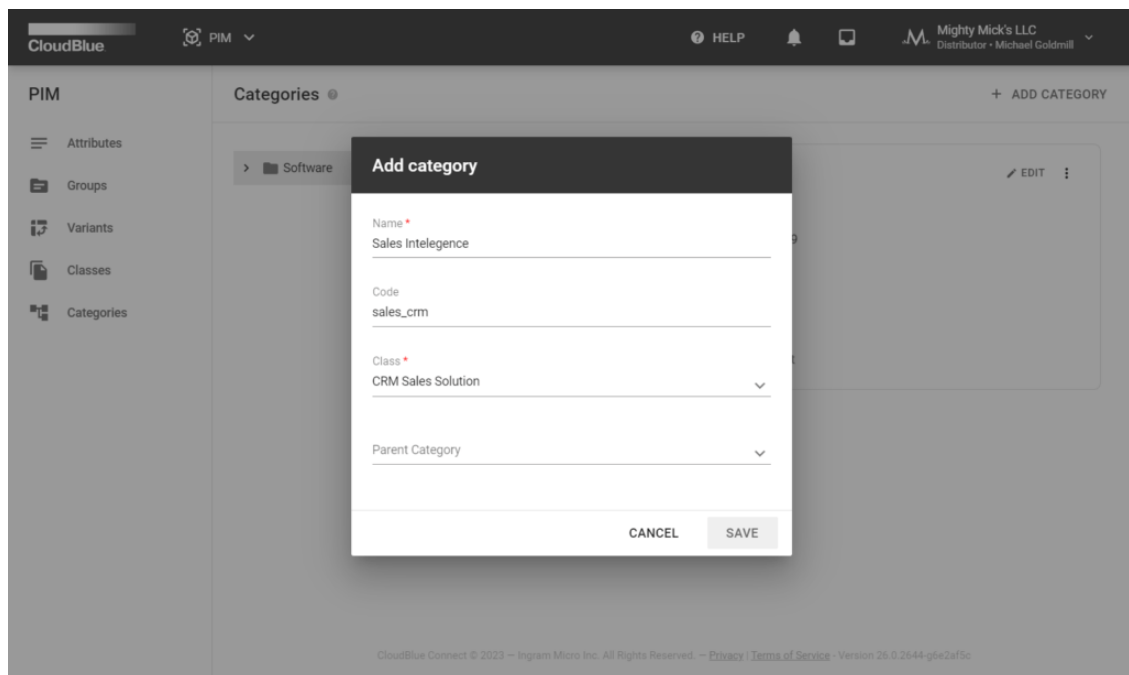 CloudBlue
PIM
HELP
Mighty Mick's LLC
Distributor • Michael Goldmill
PIM
Categories
+ ADD CATEGORY
Attributes
Groups
Variants
Classes
Categories
Software
EDIT
Add category
Name *
Sales Intelegence
Code
sales_crm
Class *
CRM Sales Solution
Parent Category
CANCEL
SAVE
9
t
CloudBlue Connect © 2023 — Ingram Micro Inc. All Rights Reserved. — Privacy | Terms of Service - Version 26.0.2644-g6e2af5c